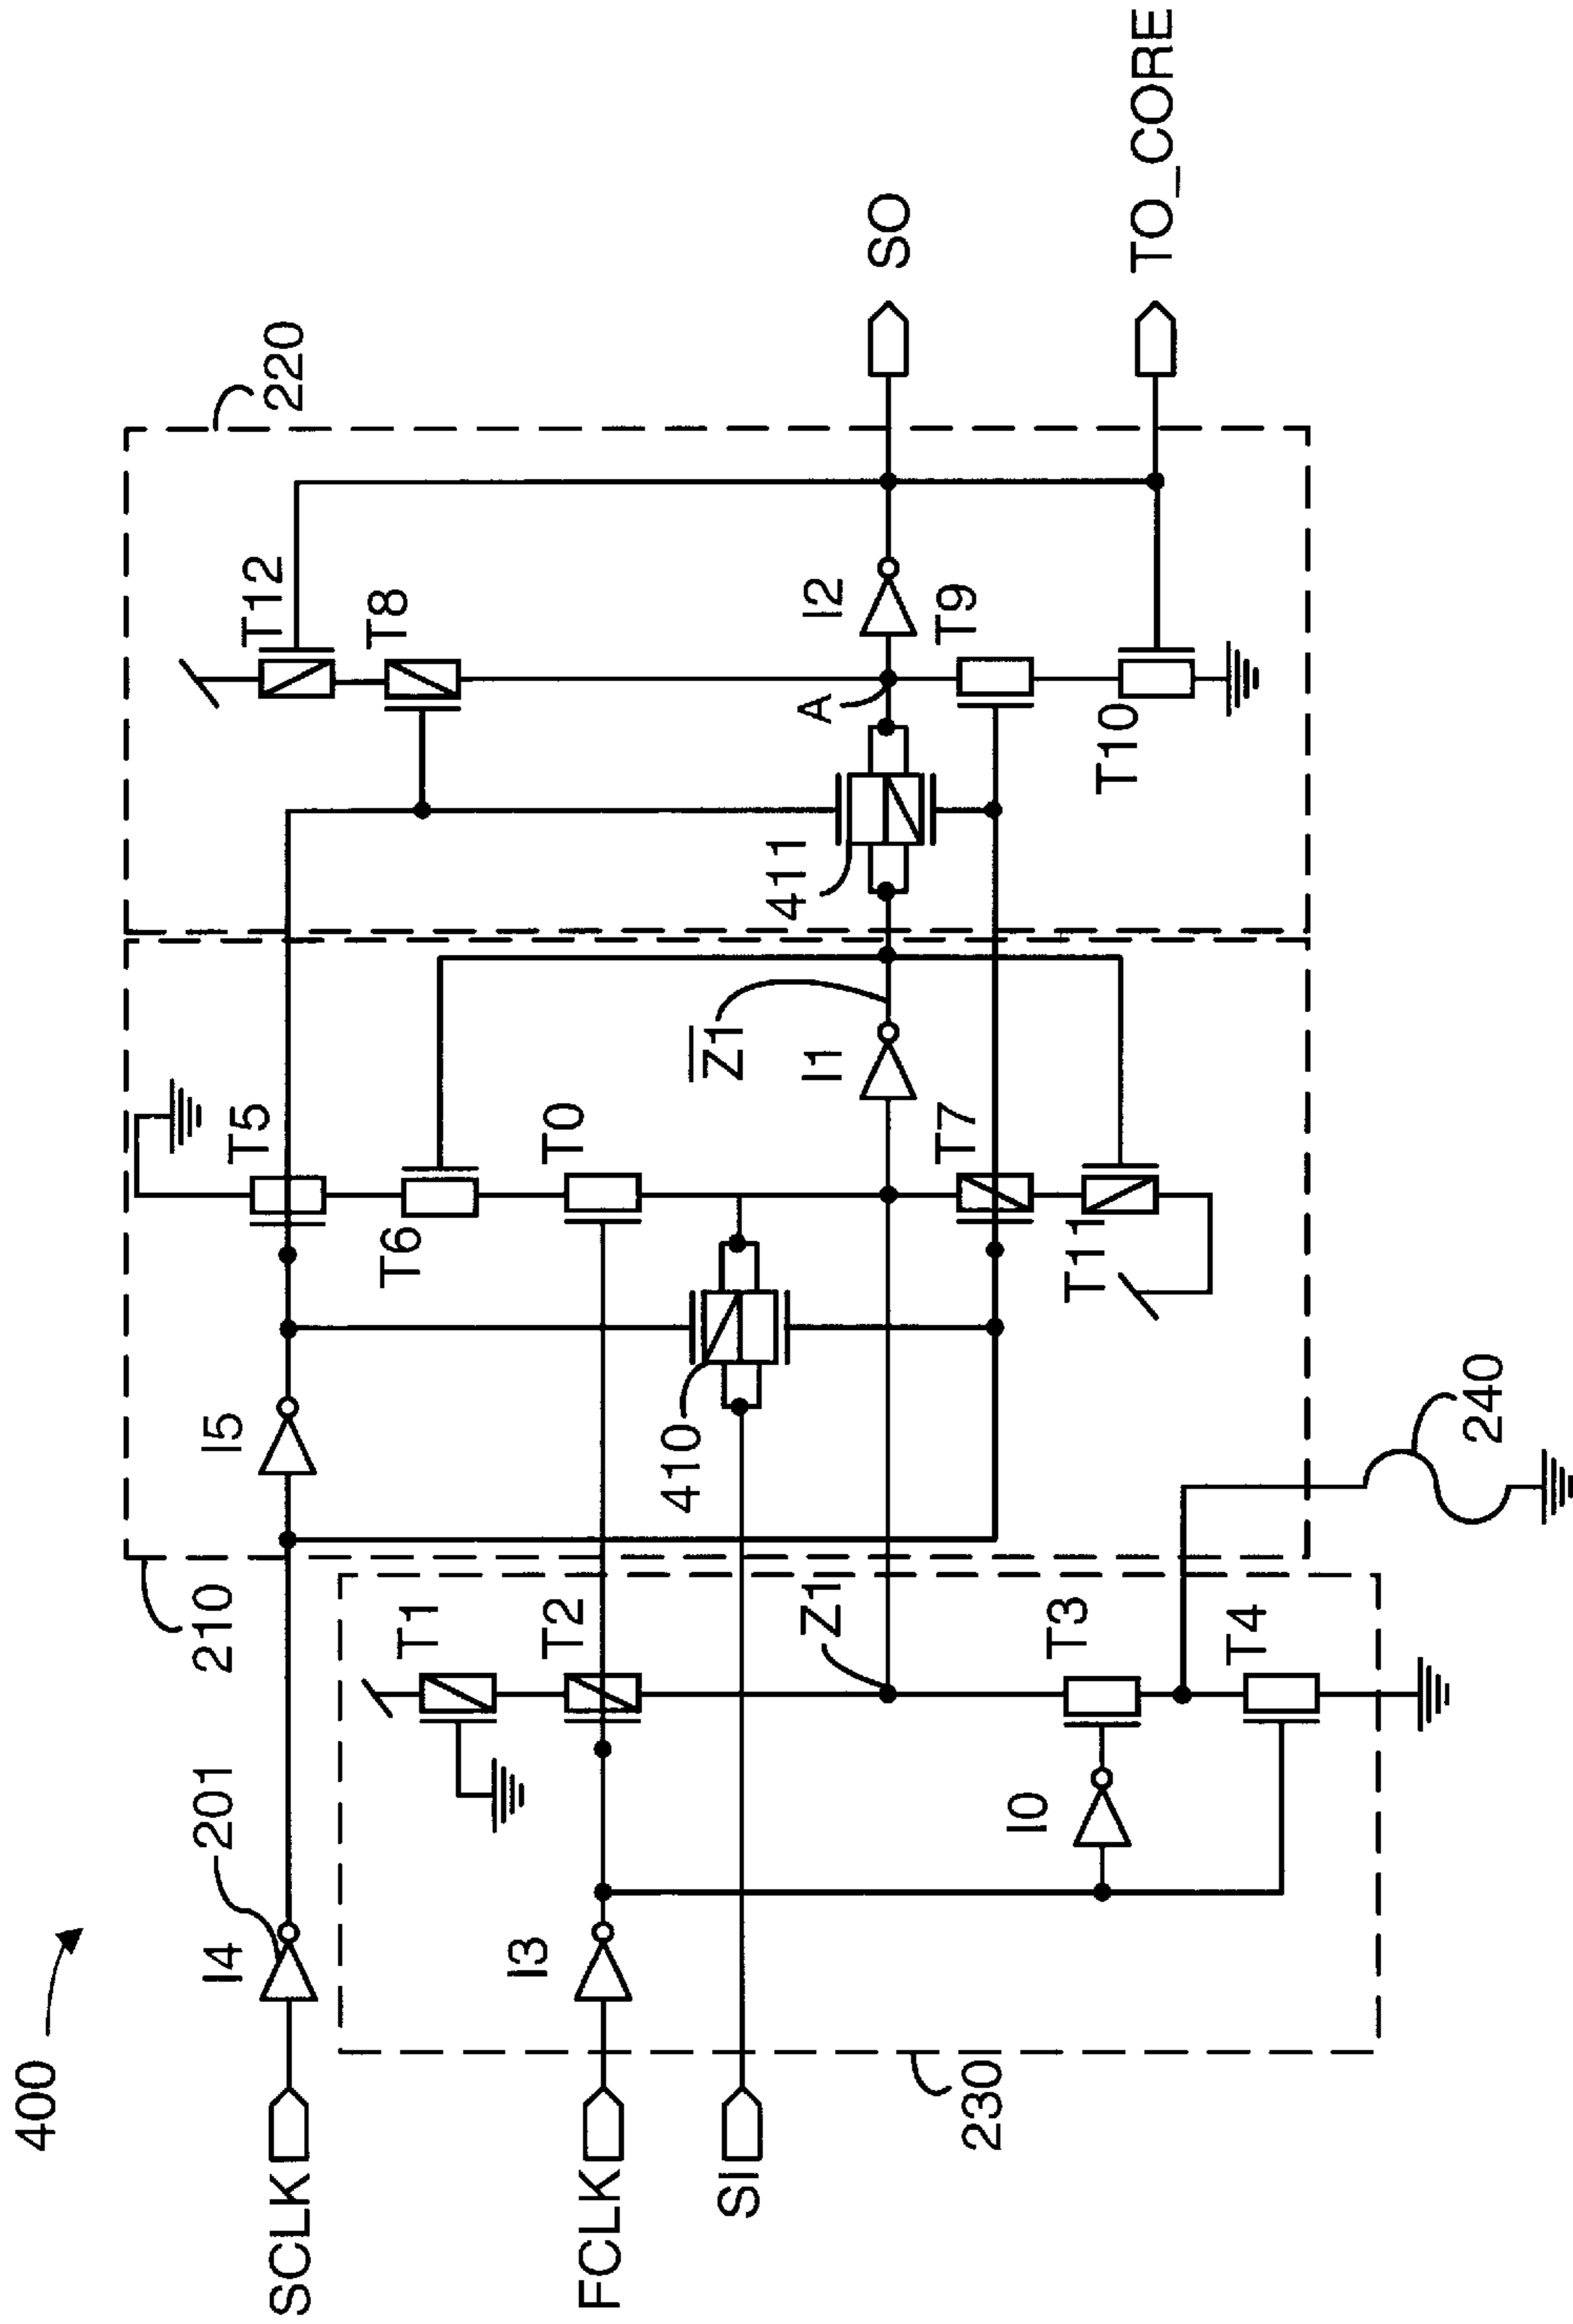 400
SCLK
I4
201
210
I5
T5
T12
220
FCLK
I3
T1
T2
T6
T0
T8
SI
410
Z1
Z1
I1
411
A
I2
SO
230
I0
T3
T4
T7
T11
T9
T10
TO_CORE
240